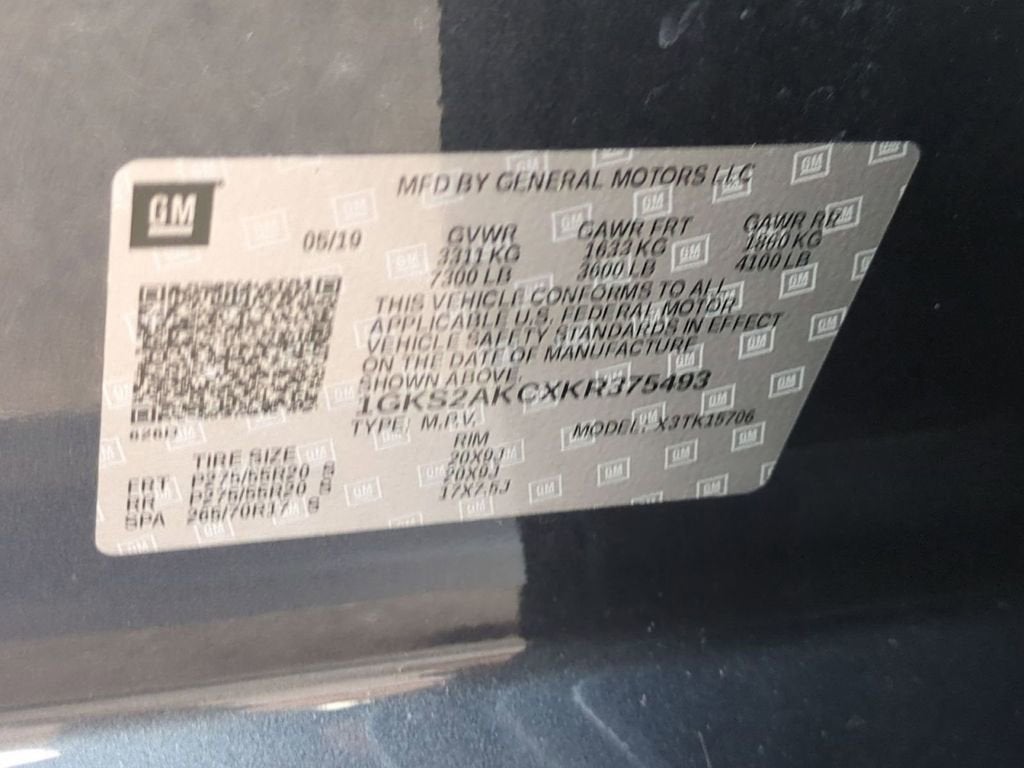 GM
MFD BY GENERAL MOTORS LLC
05/19
GVWR GAWR FRT GAWR RR
3311 KG 1633 KG 1860 KG
7300 LB 3600 LB 4100 LB
THIS VEHICLE CONFORMS TO ALL
APPLICABLE U.S. FEDERAL MOTOR
VEHICLE SAFETY STANDARDS IN EFFECT
ON THE DATE OF MANUFACTURE
SHOWN ABOVE.
1GKS2AKCXKR375493
TYPE: M.P.V. MODEL: X3TK15706
TIRE SIZE RIM
FRT P275/55R20 S 20X9J
RR P275/55R20 S 20X9J
SPA 265/70R17 S 17X7.5J